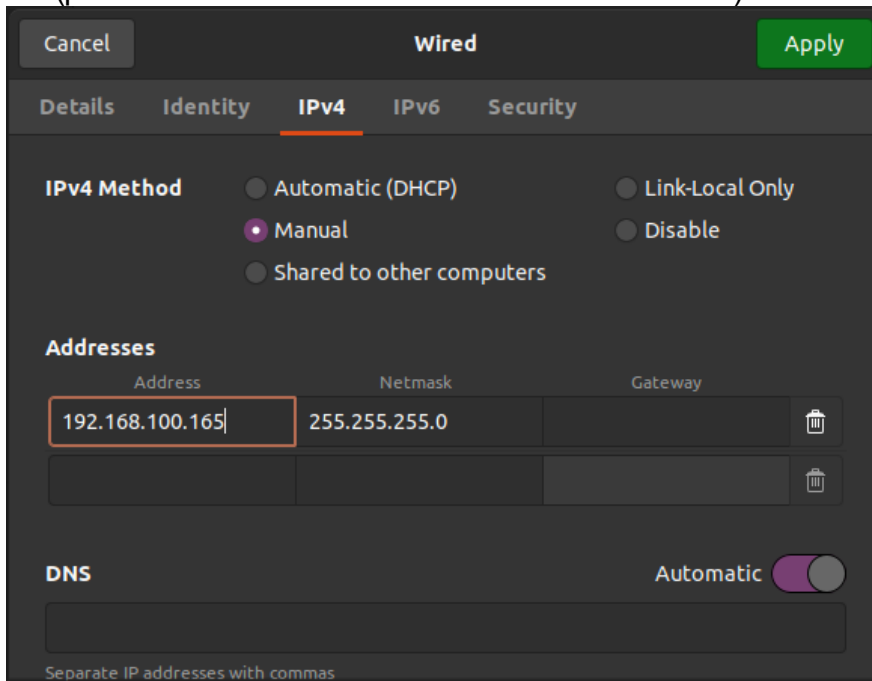 Cancel Wired Apply
Details Identity IPv4 IPv6 Security
IPv4 Method Automatic (DHCP) Link-Local Only
Manual Disable
Shared to other computers
Addresses
Address Netmask Gateway
192.168.100.165 255.255.255.0
DNS Automatic
Separate IP addresses with commas